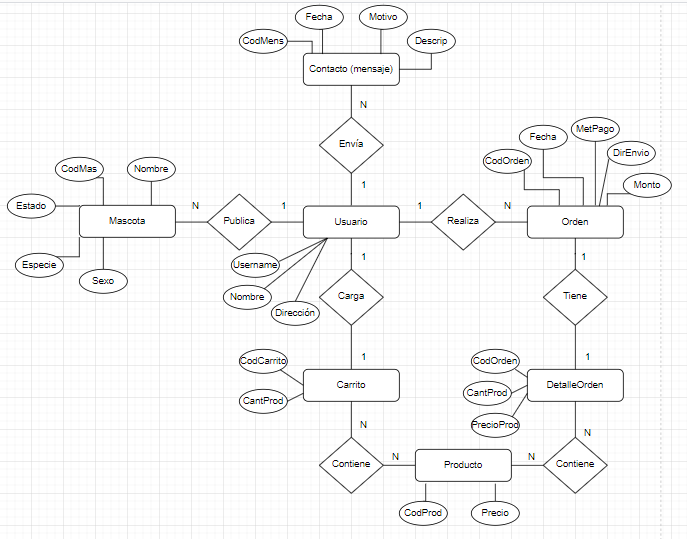 Fecha
Motivo
CodMens
Descrip
Contacto (mensaje)
N
Envía
1
MetPago
Fecha
CodOrden
DirEnvio
Monto
CodMas
Nombre
Estado
Mascota
N
Publica
1
Usuario
1
Realiza
N
Orden
Especie
Sexo
Username
Nombre
Dirección
1
Carga
1
1
Tiene
1
CodCarrito
CantProd
Carrito
CodOrden
CantProd
PrecioProd
DetalleOrden
N
Contiene
N
Producto
N
N
Contiene
CodProd
Precio